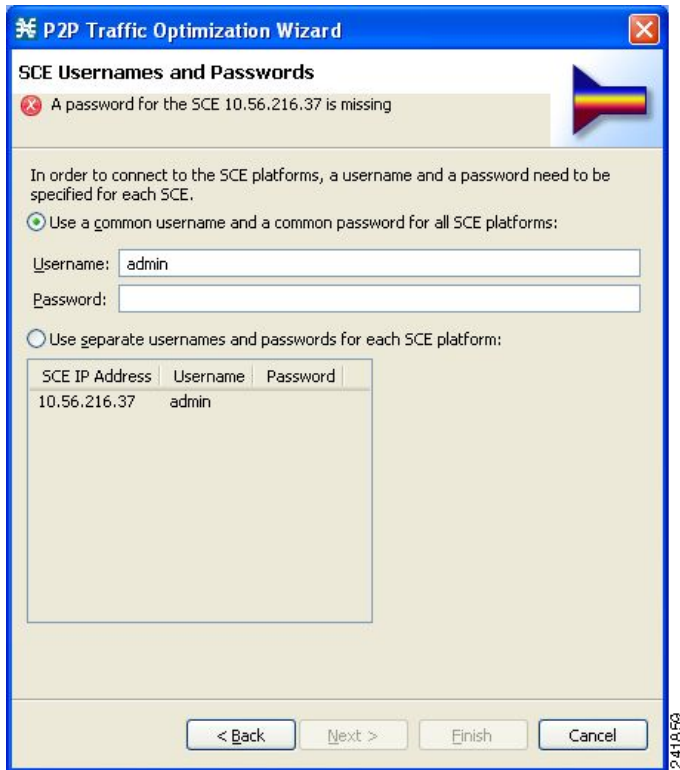 P2P Traffic Optimization Wizard
SCE Usernames and Passwords
A password for the SCE 10.56.216.37 is missing
In order to connect to the SCE platforms, a username and a password need to be
specified for each SCE.
Use a common username and a common password for all SCE platforms:
Username: admin
Password:
Use separate usernames and passwords for each SCE platform:
SCE IP Address Username Password
10.56.216.37 admin
< Back Next > Finish Cancel
241859